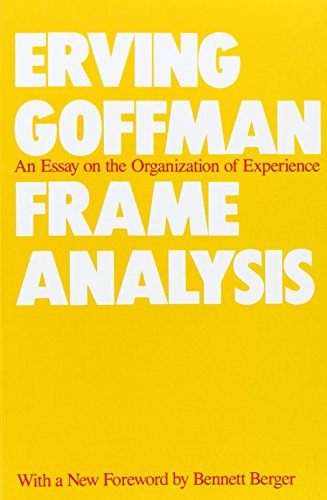 ERVING
GOFFMAN
An Essay on the Organization of Experience
FRAME
ANALYSIS
With a New Foreword by Bennett Berger